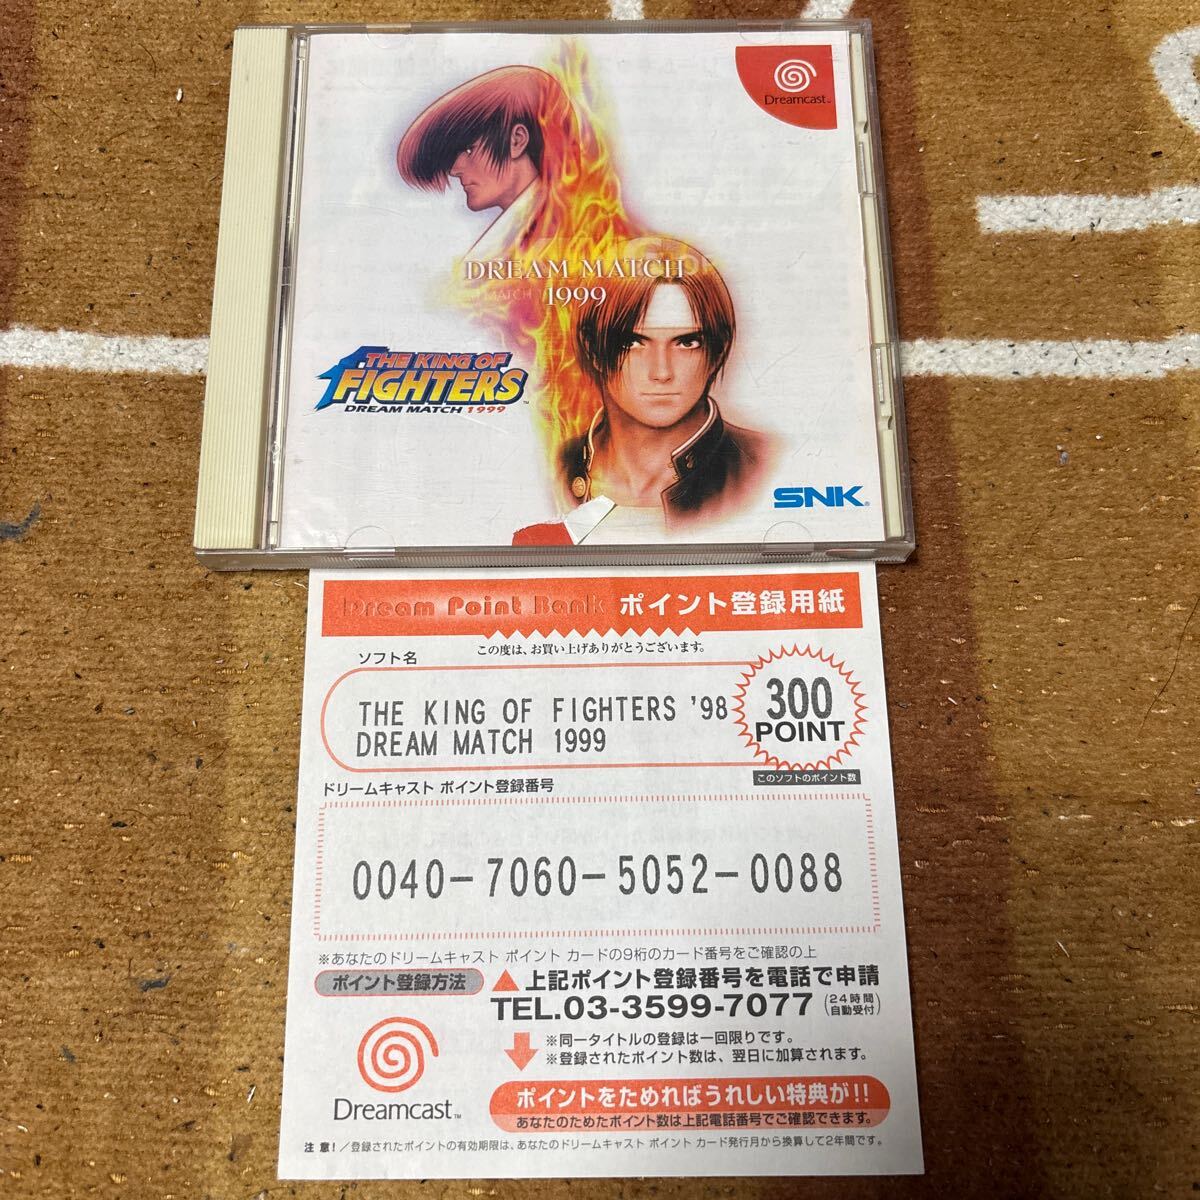 Dreamcast™
DREAM MATCH
1999
THE KING OF
FIGHTERS™
DREAM MATCH 1999
SNK®
Dream Point Bank ポイント登録用紙
この度は、お買い上げありがとうございます。
ソフト名
THE KING OF FIGHTERS '98
DREAM MATCH 1999
300
POINT
このソフトのポイント数
ドリームキャスト ポイント登録番号
0040-7060-5052-0088
※あなたのドリームキャスト ポイント カードの9桁のカード番号をご確認の上
ポイント登録方法
▲上記ポイント登録番号を電話で申請
TEL.03-3599-7077 (24時間自動受付)
※同一タイトルの登録は一回限りです。
※登録されたポイント数は、翌日に加算されます。
ポイントをためればうれしい特典が!!
あなたのためたポイント数は上記電話番号でご確認できます。
Dreamcast™
注意!/登録されたポイントの有効期限は、あなたのドリームキャスト ポイント カード発行月から換算して2年間です。